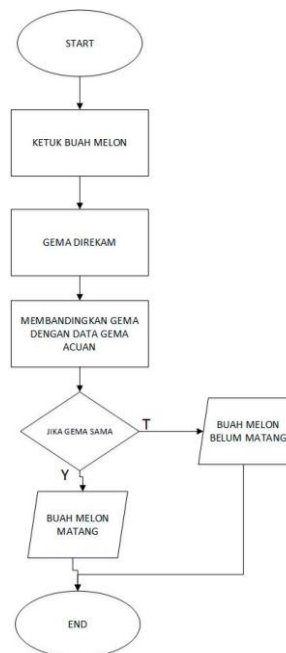 START
KETUK BUAH MELON
GEMA DIREKAM
MEMBANDINGKAN GEMA
DENGAN DATA GEMA
ACUAN
JIKA GEMA SAMA
T
BUAH MELON
BELUM MATANG
Y
BUAH MELON
MATANG
END